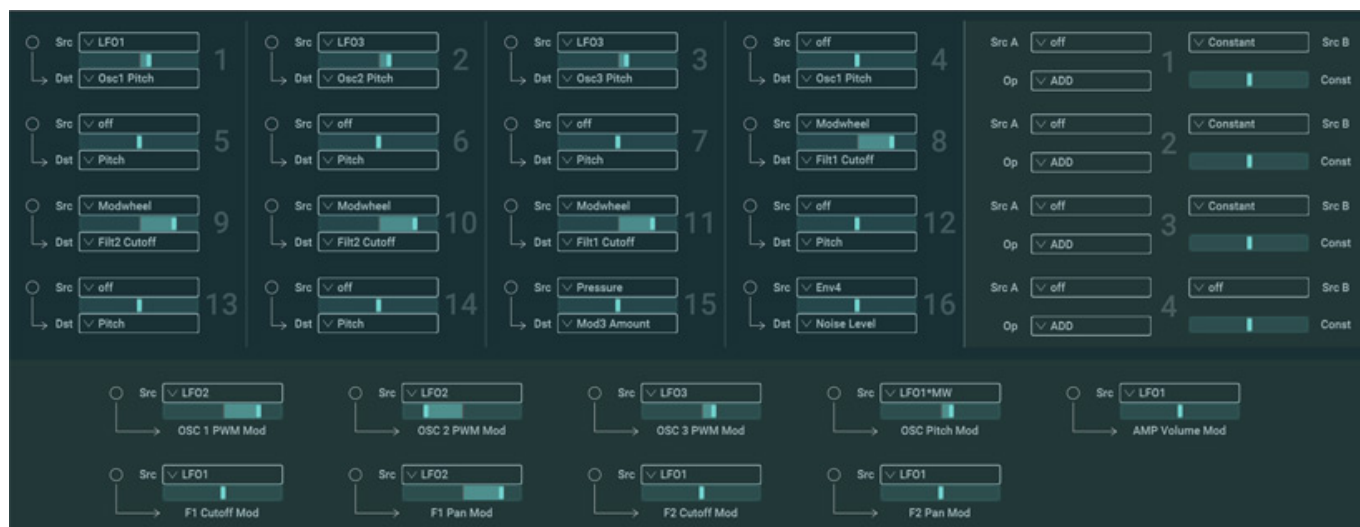 Src LFO1 1 Src LFO3 2 Src LFO3 3 Src off 4 Src A off Constant Src B
1
Dst Osc1 Pitch Dst Osc2 Pitch Dst Osc3 Pitch Dst Osc1 Pitch Op ADD Const
Src off 5 Src off 6 Src off 7 Src Modwheel 8 Src A off Constant Src B
2
Dst Pitch Dst Pitch Dst Pitch Dst Filt1 Cutoff Op ADD Const
Src Modwheel 9 Src Modwheel 10 Src Modwheel 11 Src off 12 Src A off Constant Src B
3
Dst Filt2 Cutoff Dst Filt2 Cutoff Dst Filt1 Cutoff Dst Pitch Op ADD Const
Src off 13 Src off 14 Src Pressure 15 Src Env4 16 Src A off off Src B
4
Dst Pitch Dst Pitch Dst Mod3 Amount Dst Noise Level Op ADD Const
Src LFO2 Src LFO2 Src LFO3 Src LFO1*MW Src LFO1
OSC 1 PWM Mod OSC 2 PWM Mod OSC 3 PWM Mod OSC Pitch Mod AMP Volume Mod
Src LFO1 Src LFO2 Src LFO1 Src LFO1
F1 Cutoff Mod F1 Pan Mod F2 Cutoff Mod F2 Pan Mod